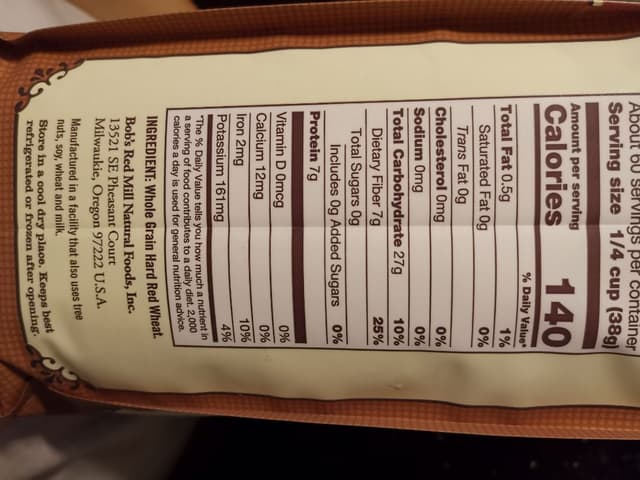 About 60 servings per container
Serving size 1/4 cup (38g)
Amount per serving
Calories 140
% Daily Value*
Total Fat 0.5g 1%
Saturated Fat 0g 0%
Trans Fat 0g
Cholesterol 0mg 0%
Sodium 0mg 0%
Total Carbohydrate 27g 10%
Dietary Fiber 7g 25%
Total Sugars 0g
Includes 0g Added Sugars 0%
Protein 7g
Vitamin D 0mcg 0%
Calcium 12mg 0%
Iron 2mg 10%
Potassium 161mg 4%
*The % Daily Value tells you how much a nutrient in
a serving of food contributes to a daily diet. 2,000
calories a day is used for general nutrition advice.
INGREDIENT: Whole Grain Hard Red Wheat.
Bob's Red Mill Natural Foods, Inc.
13521 SE Pheasant Court
Milwaukie, Oregon 97222 U.S.A.
Manufactured in a facility that also uses tree
nuts, soy, wheat and milk.
Store in a cool dry place. Keeps best
refrigerated or frozen after opening.